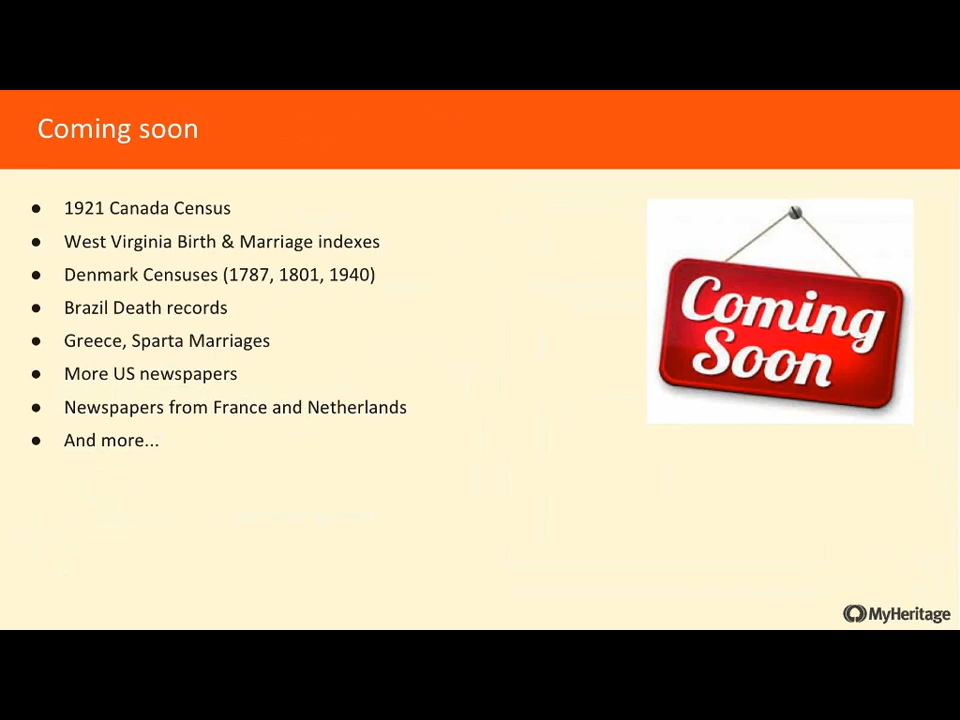 Coming soon
● 1921 Canada Census
● West Virginia Birth & Marriage indexes
● Denmark Censuses (1787, 1801, 1940)
● Brazil Death records
● Greece, Sparta Marriages
● More US newspapers
● Newspapers from France and Netherlands
● And more...
Coming
Soon
MyHeritage